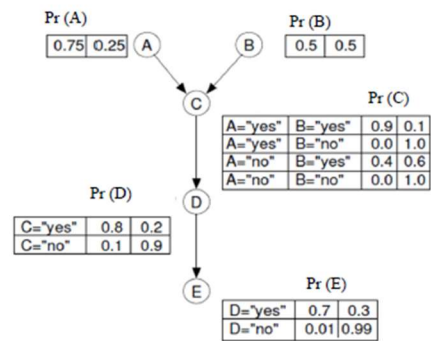 Pr (A)
Pr (B)
0.75 0.25
A
B
0.5 0.5
Pr (C)
C
A="yes" B="yes" 0.9 0.1
A="yes" B="no" 0.0 1.0
A="no" B="yes" 0.4 0.6
A="no" B="no" 0.0 1.0
Pr (D)
C="yes" 0.8 0.2
C="no" 0.1 0.9
D
Pr (E)
E
D="yes" 0.7 0.3
D="no" 0.01 0.99